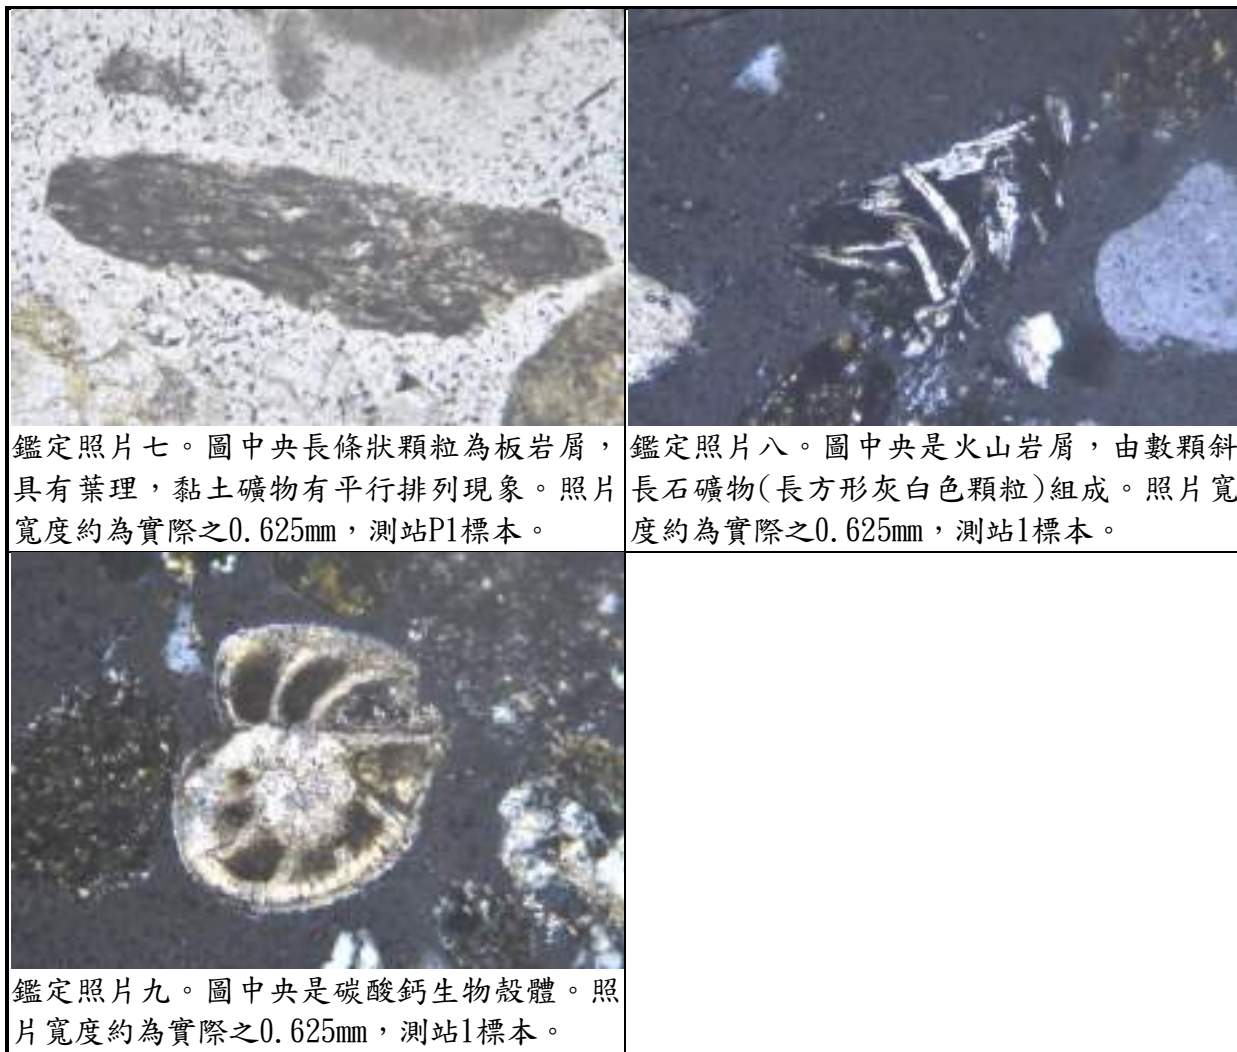 鑑定照片七。圖中央長條狀顆粒為板岩屑，
具有葉理，黏土礦物有平行排列現象。照片
寬度約為實際之0.625mm，測站P1標本。
鑑定照片八。圖中央是火山岩屑，由數顆斜
長石礦物(長方形灰白色顆粒)組成。照片寬
度約為實際之0.625mm，測站1標本。
鑑定照片九。圖中央是碳酸鈣生物殼體。照
片寬度約為實際之0.625mm，測站1標本。